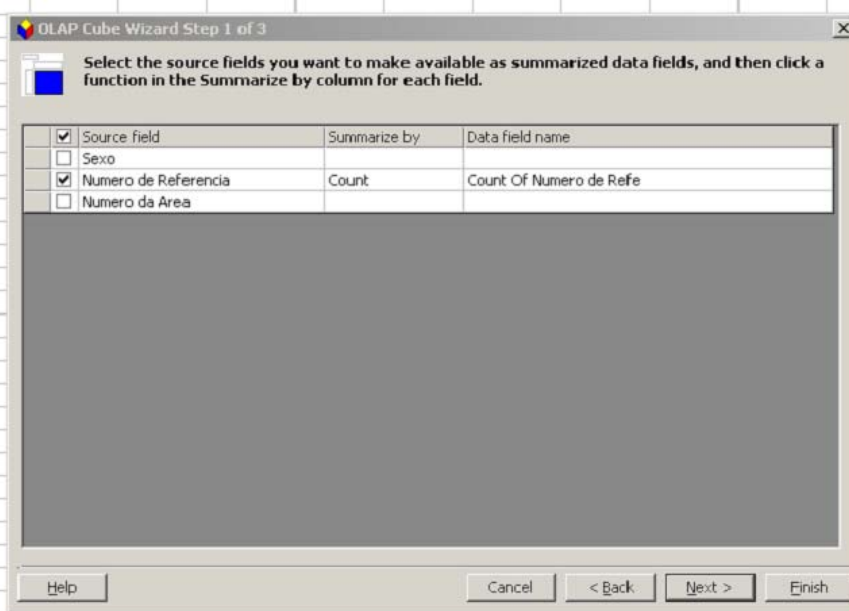 OLAP Cube Wizard Step 1 of 3
Select the source fields you want to make available as summarized data fields, and then click a
function in the Summarize by column for each field.
Source field Summarize by Data field name
Sexo
Numero de Referencia Count Count Of Numero de Refe
Numero da Area
Help Cancel < Back Next > Finish